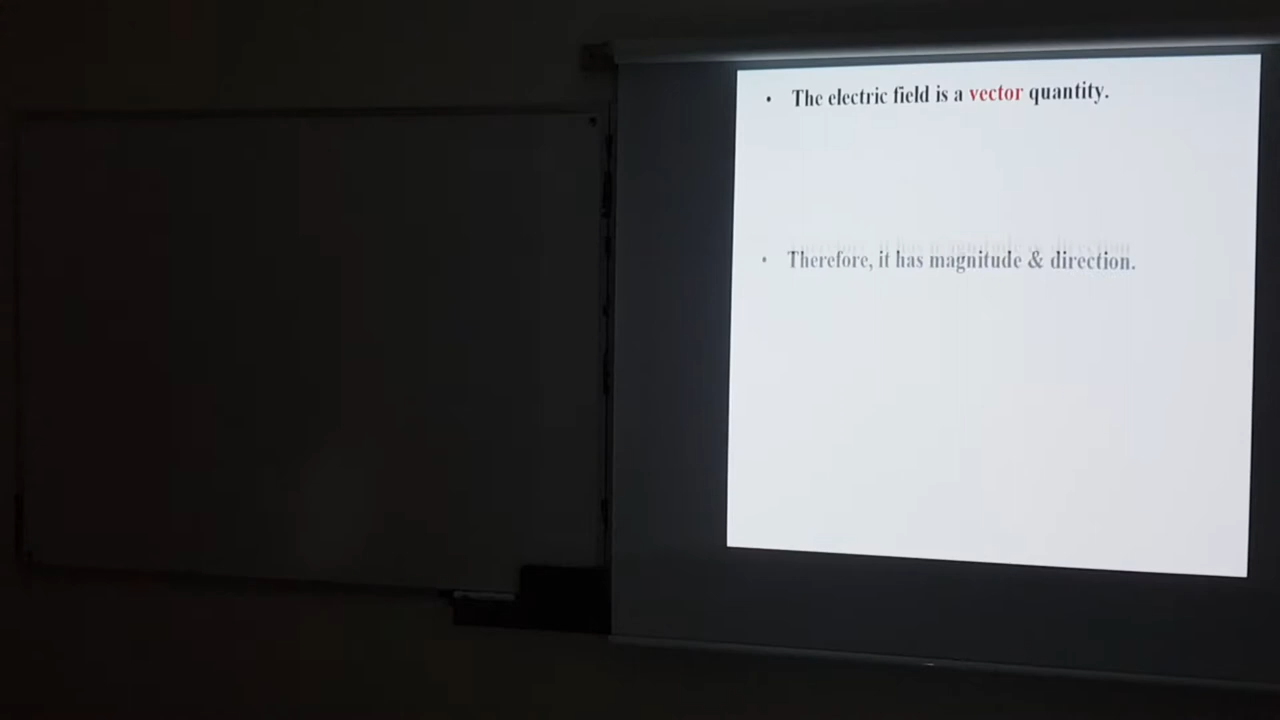 • The electric field is a vector quantity.
• Therefore, it has magnitude & direction.